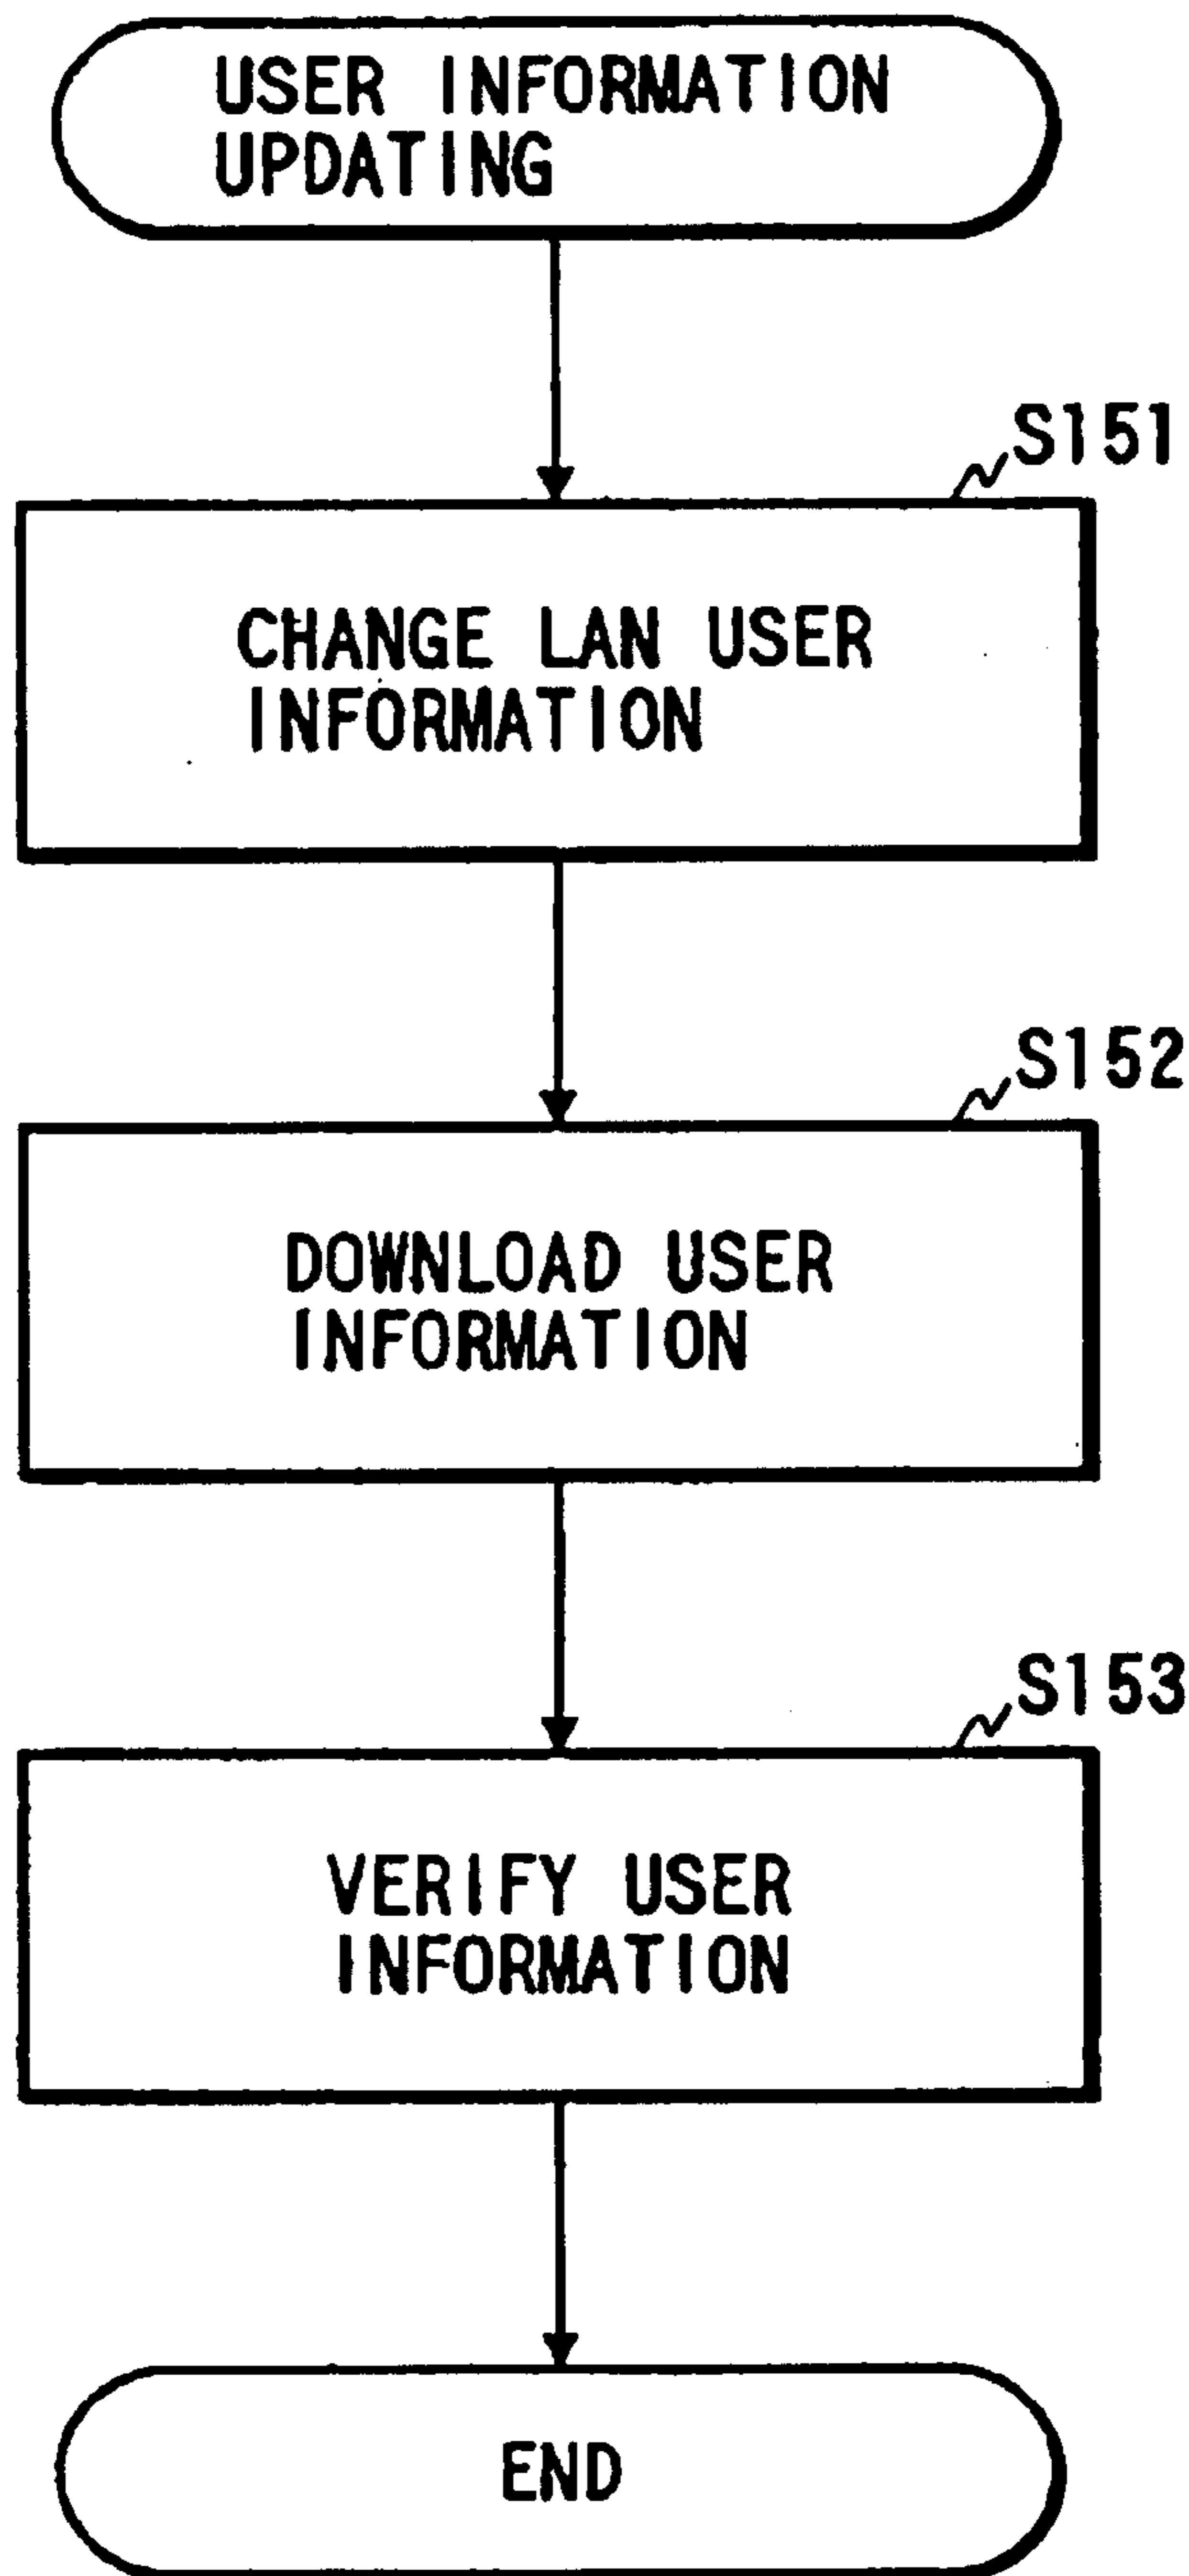 USER INFORMATION
UPDATING
S151
CHANGE LAN USER
INFORMATION
S152
DOWNLOAD USER
INFORMATION
S153
VERIFY USER
INFORMATION
END